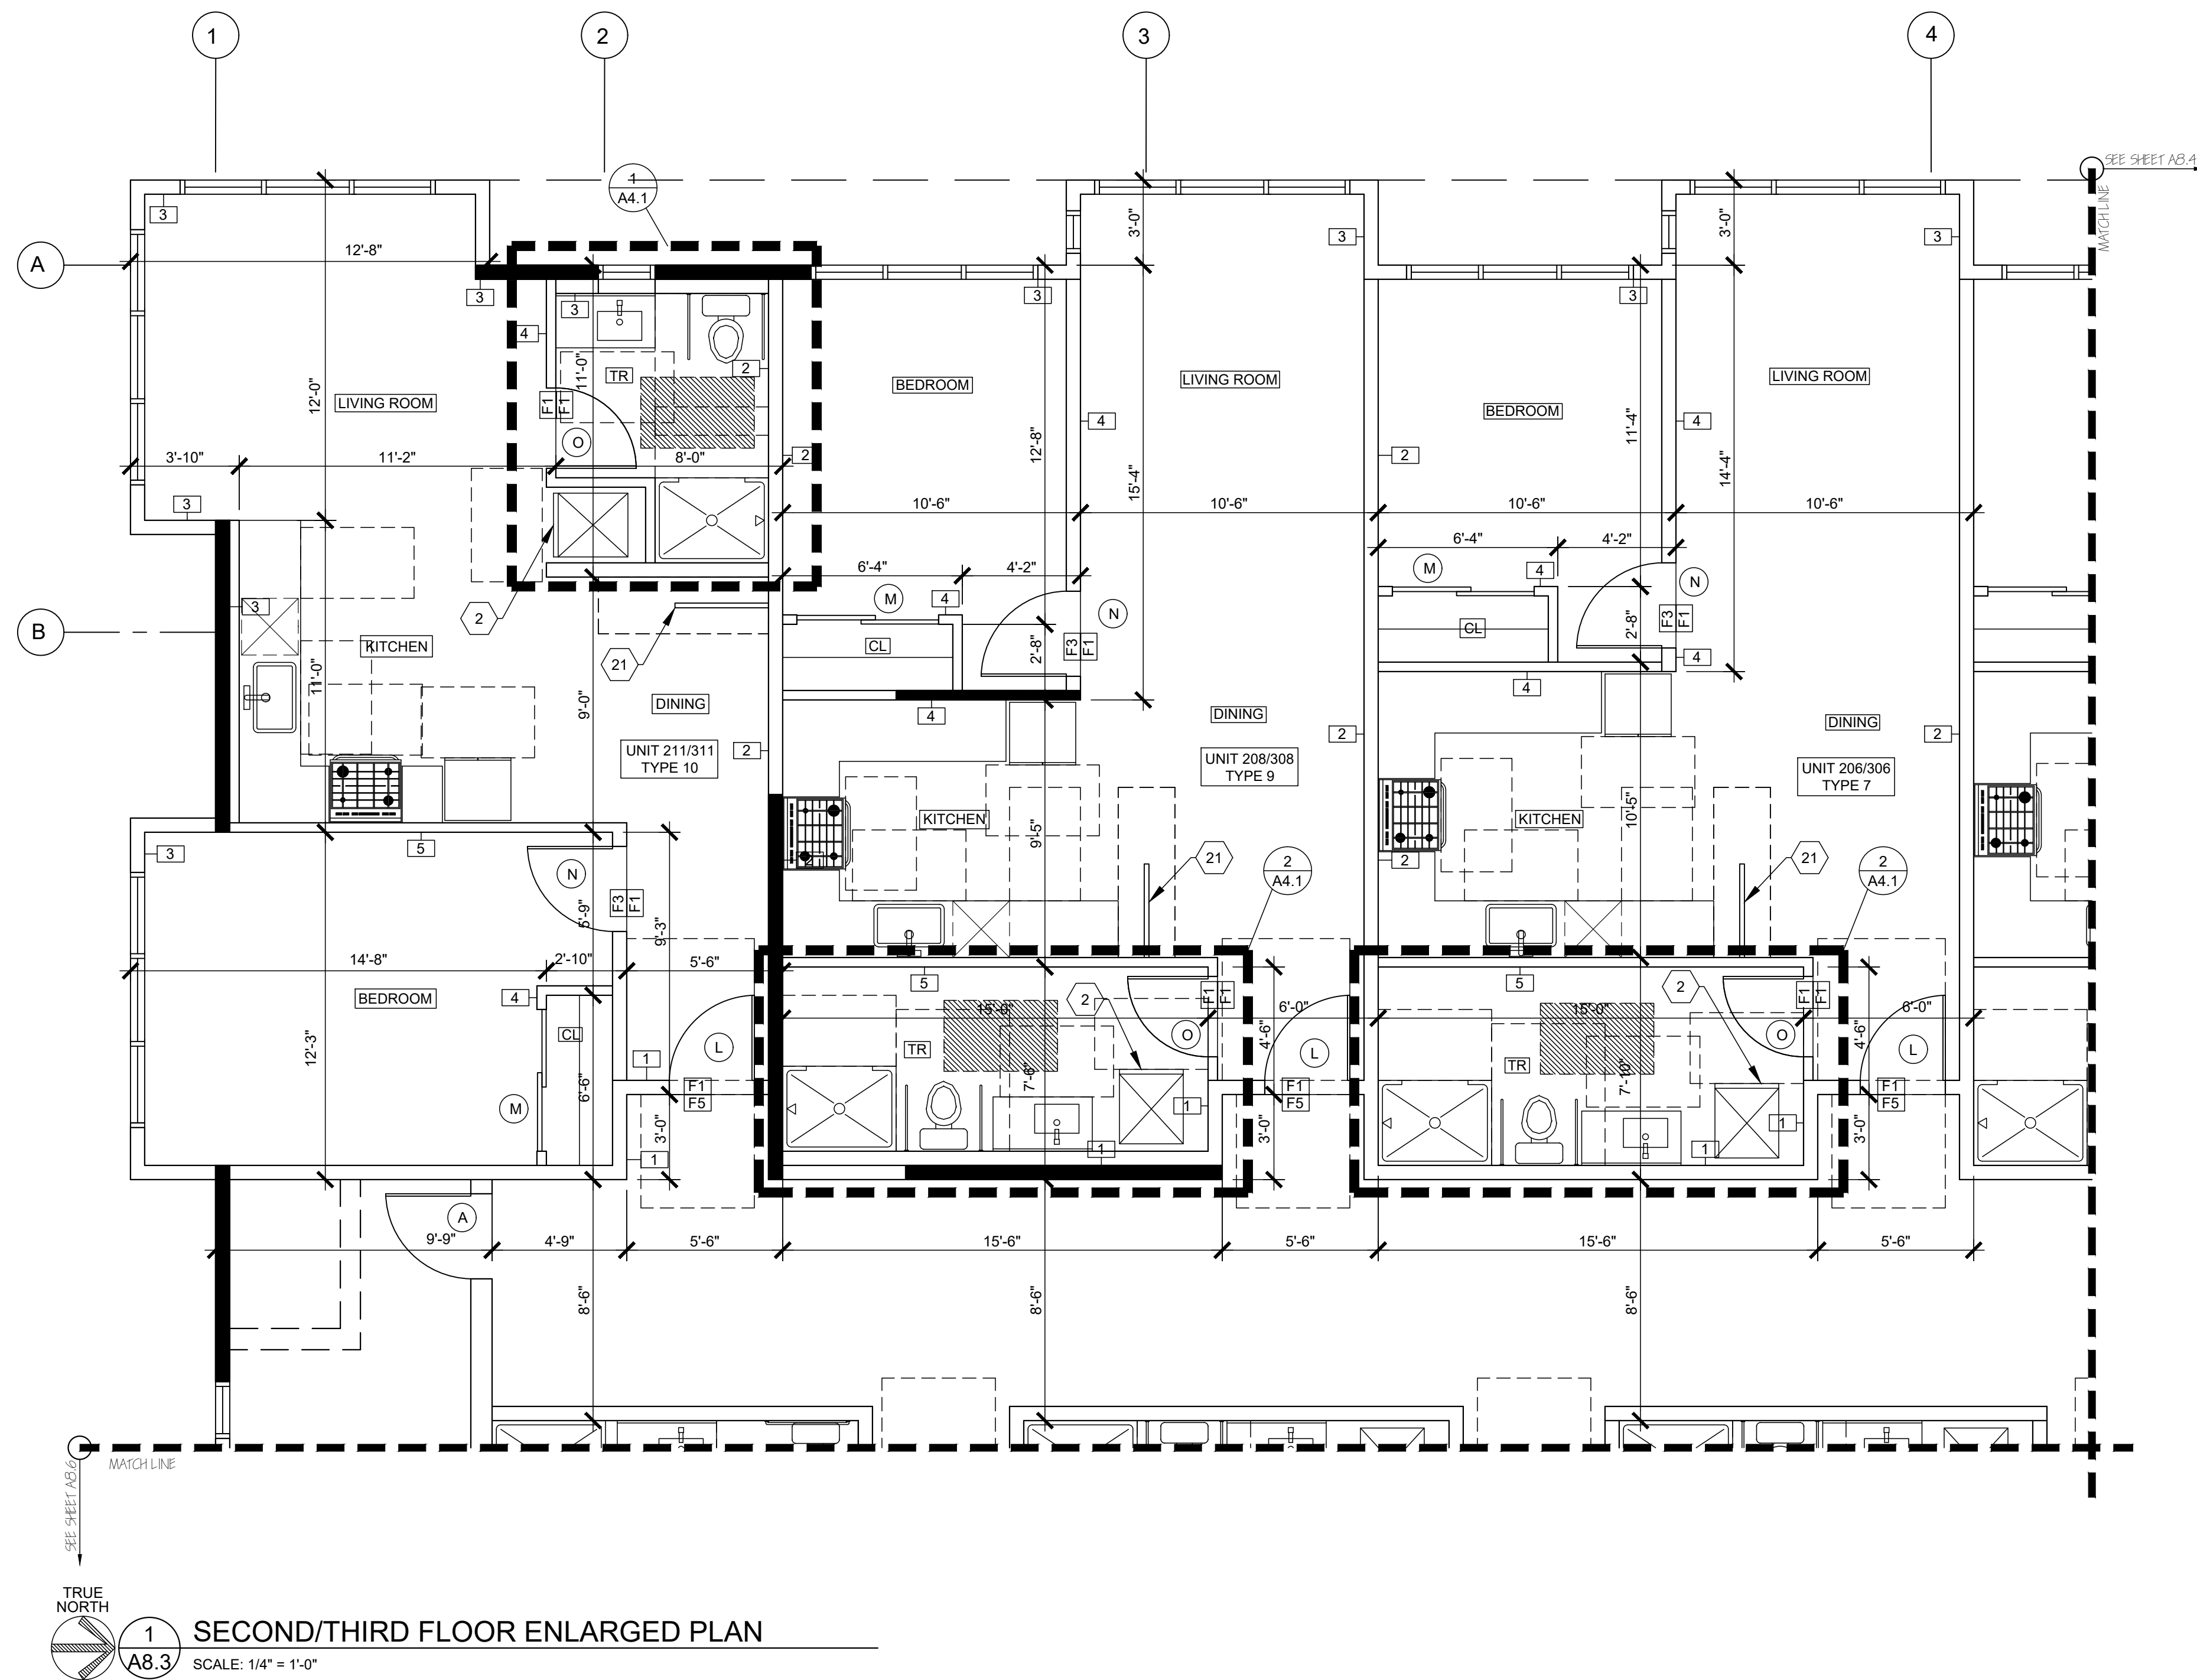 1
2
3
4
SEE SHEET A8.4
MATCH LINE
1
A4.1
A
B
3
12'-8"
3
3
4
11'-0"
TR
2
F1
F1
O
8'-0"
2
LIVING ROOM
12'-0"
3'-10"
11'-2"
3
3
3'-0"
3
BEDROOM
LIVING ROOM
4
12'-8"
15'-4"
10'-6"
10'-6"
6'-4"
4'-2"
M
4
N
CL
2'-8"
F3
F1
4
3
3'-0"
3
BEDROOM
LIVING ROOM
11'-4"
4
2
14'-4"
10'-6"
10'-6"
6'-4"
4'-2"
M
4
N
CL
2'-8"
F3
F1
4
4
3
KITCHEN
11'-0"
2
21
9'-0"
DINING
UNIT 211/311
TYPE 10
2
DINING
UNIT 208/308
TYPE 9
2
KITCHEN
2
9'-5"
21
2
A4.1
DINING
UNIT 206/306
TYPE 7
2
KITCHEN
2
10'-5"
21
2
A4.1
3
5
N
F3
F1
5'-9"
9'-3"
14'-8"
2'-10"
5'-6"
BEDROOM
4
CL
12'-3"
6'-6"
M
1
L
F1
F5
3'-0"
1
5
15'-0"
2
F1
F1
O
TR
7'-6"
1
1
6'-0"
4'-6"
L
F1
F5
3'-0"
5
15'-0"
2
F1
F1
O
TR
7'-10"
1
1
6'-0"
4'-6"
L
F1
F5
3'-0"
A
9'-9"
4'-9"
5'-6"
15'-6"
5'-6"
15'-6"
5'-6"
8'-6"
8'-6"
8'-6"
MATCH LINE
SEE SHEET A8.6
TRUE
NORTH
1
A8.3
SECOND/THIRD FLOOR ENLARGED PLAN
SCALE: 1/4" = 1'-0"